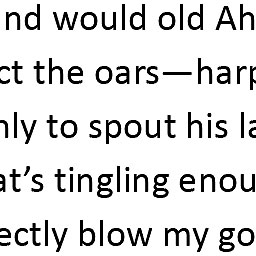 nd would old Ah
ct the oars—harp
nly to spout his la
at’s tingling enou
ectly blow my go